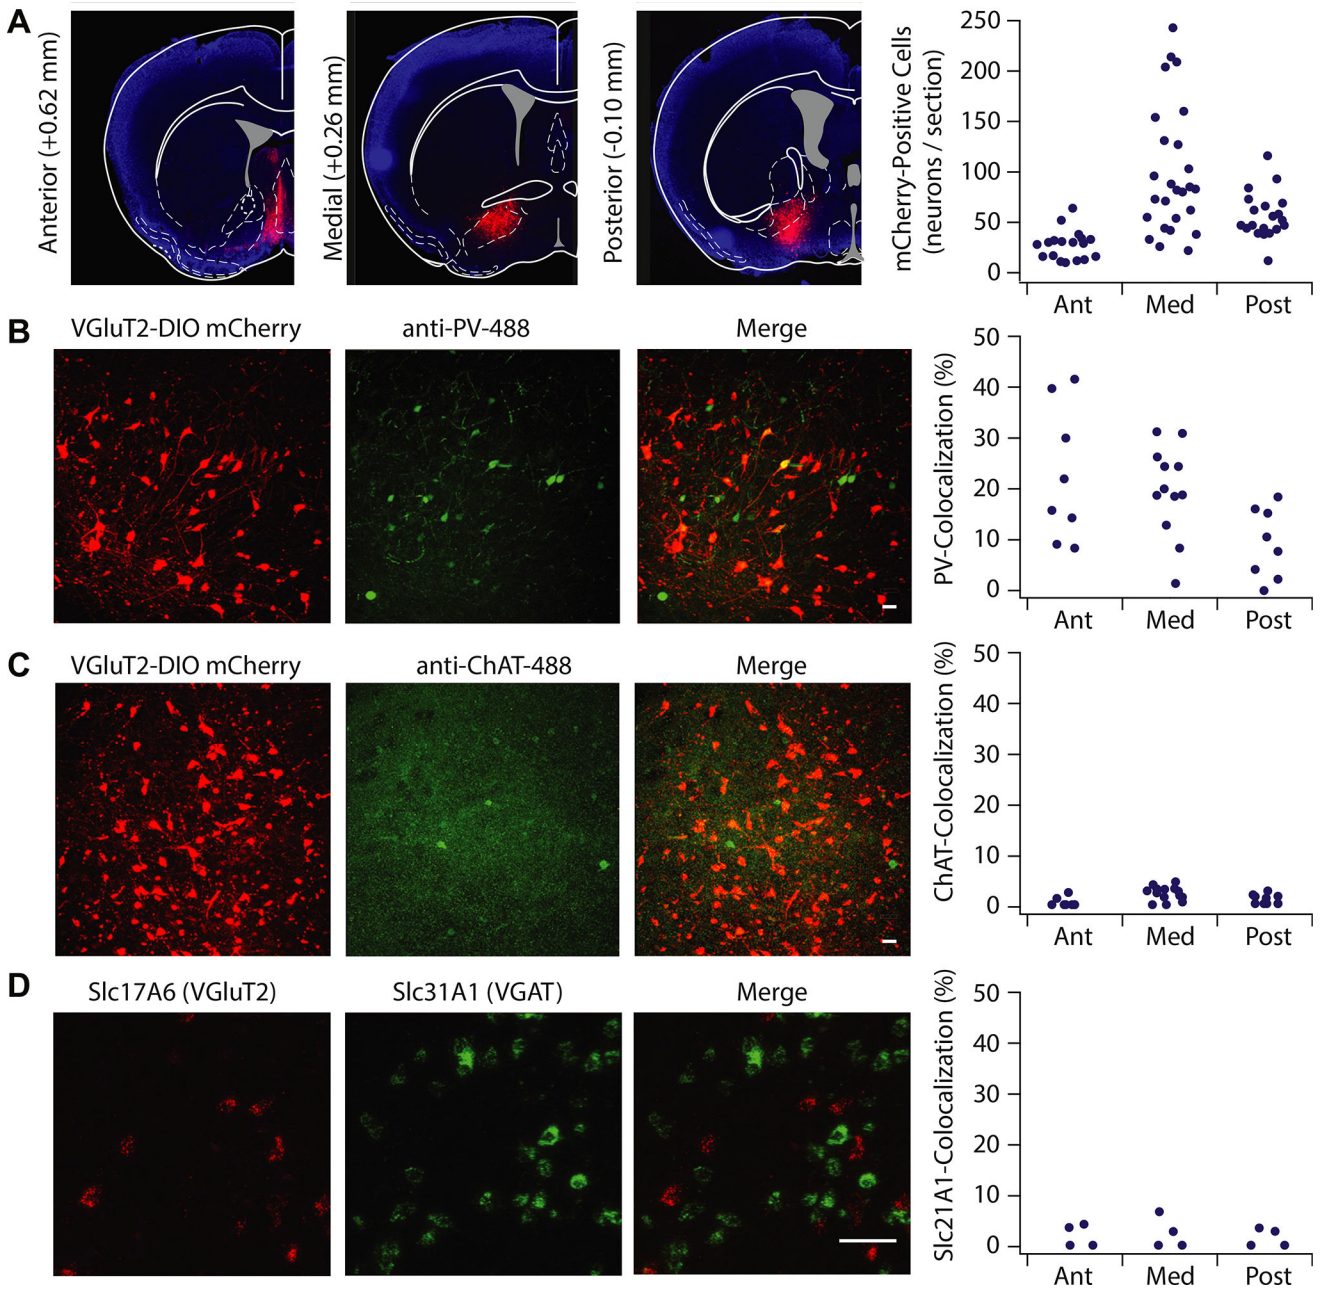 A
Anterior (+0.62 mm)
Medial (+0.26 mm)
Posterior (-0.10 mm)
mCherry-Positive Cells
(neurons / section)
250
200
150
100
50
0
Ant Med Post
B
VGluT2-DIO mCherry anti-PV-488 Merge
PV-Colocalization (%)
50
40
30
20
10
0
Ant Med Post
C
VGluT2-DIO mCherry anti-ChAT-488 Merge
ChAT-Colocalization (%)
50
40
30
20
10
0
Ant Med Post
D
Slc17A6 (VGluT2) Slc31A1 (VGAT) Merge
Slc21A1-Colocalization (%)
50
40
30
20
10
0
Ant Med Post